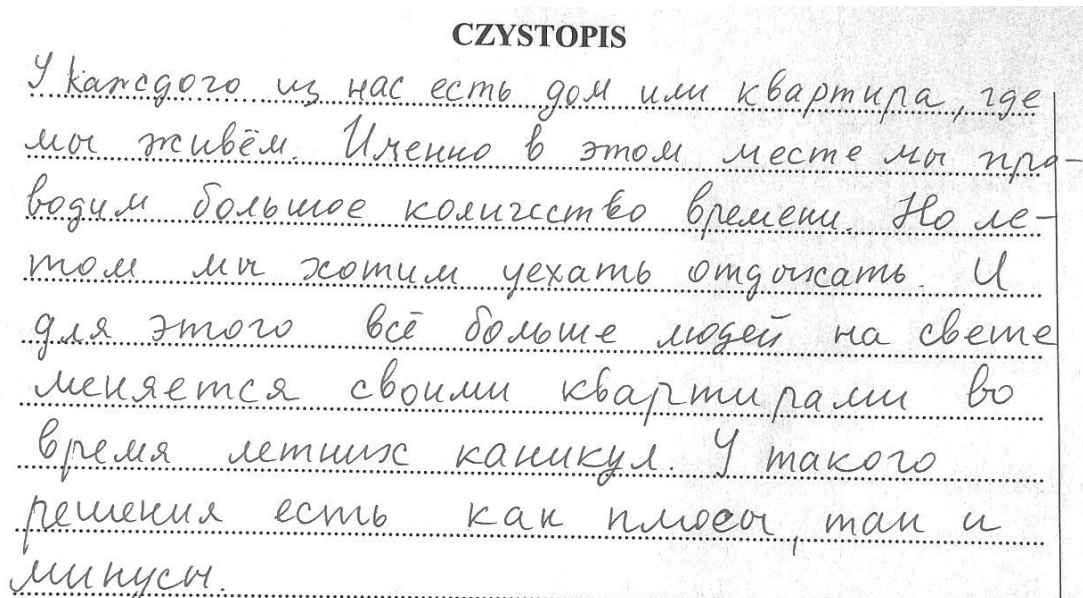 CZYSTOPIS
У каждого из нас есть дом или квартира, где
мы живём. Именно в этом месте мы про-
водим большое количество времени. Но ле-
том мы хотим уехать отдыхать. И
для этого всё больше людей на свете
меняется своими квартирами во
время летних каникул. У такого
решения есть как плюсы, так и
минусы.